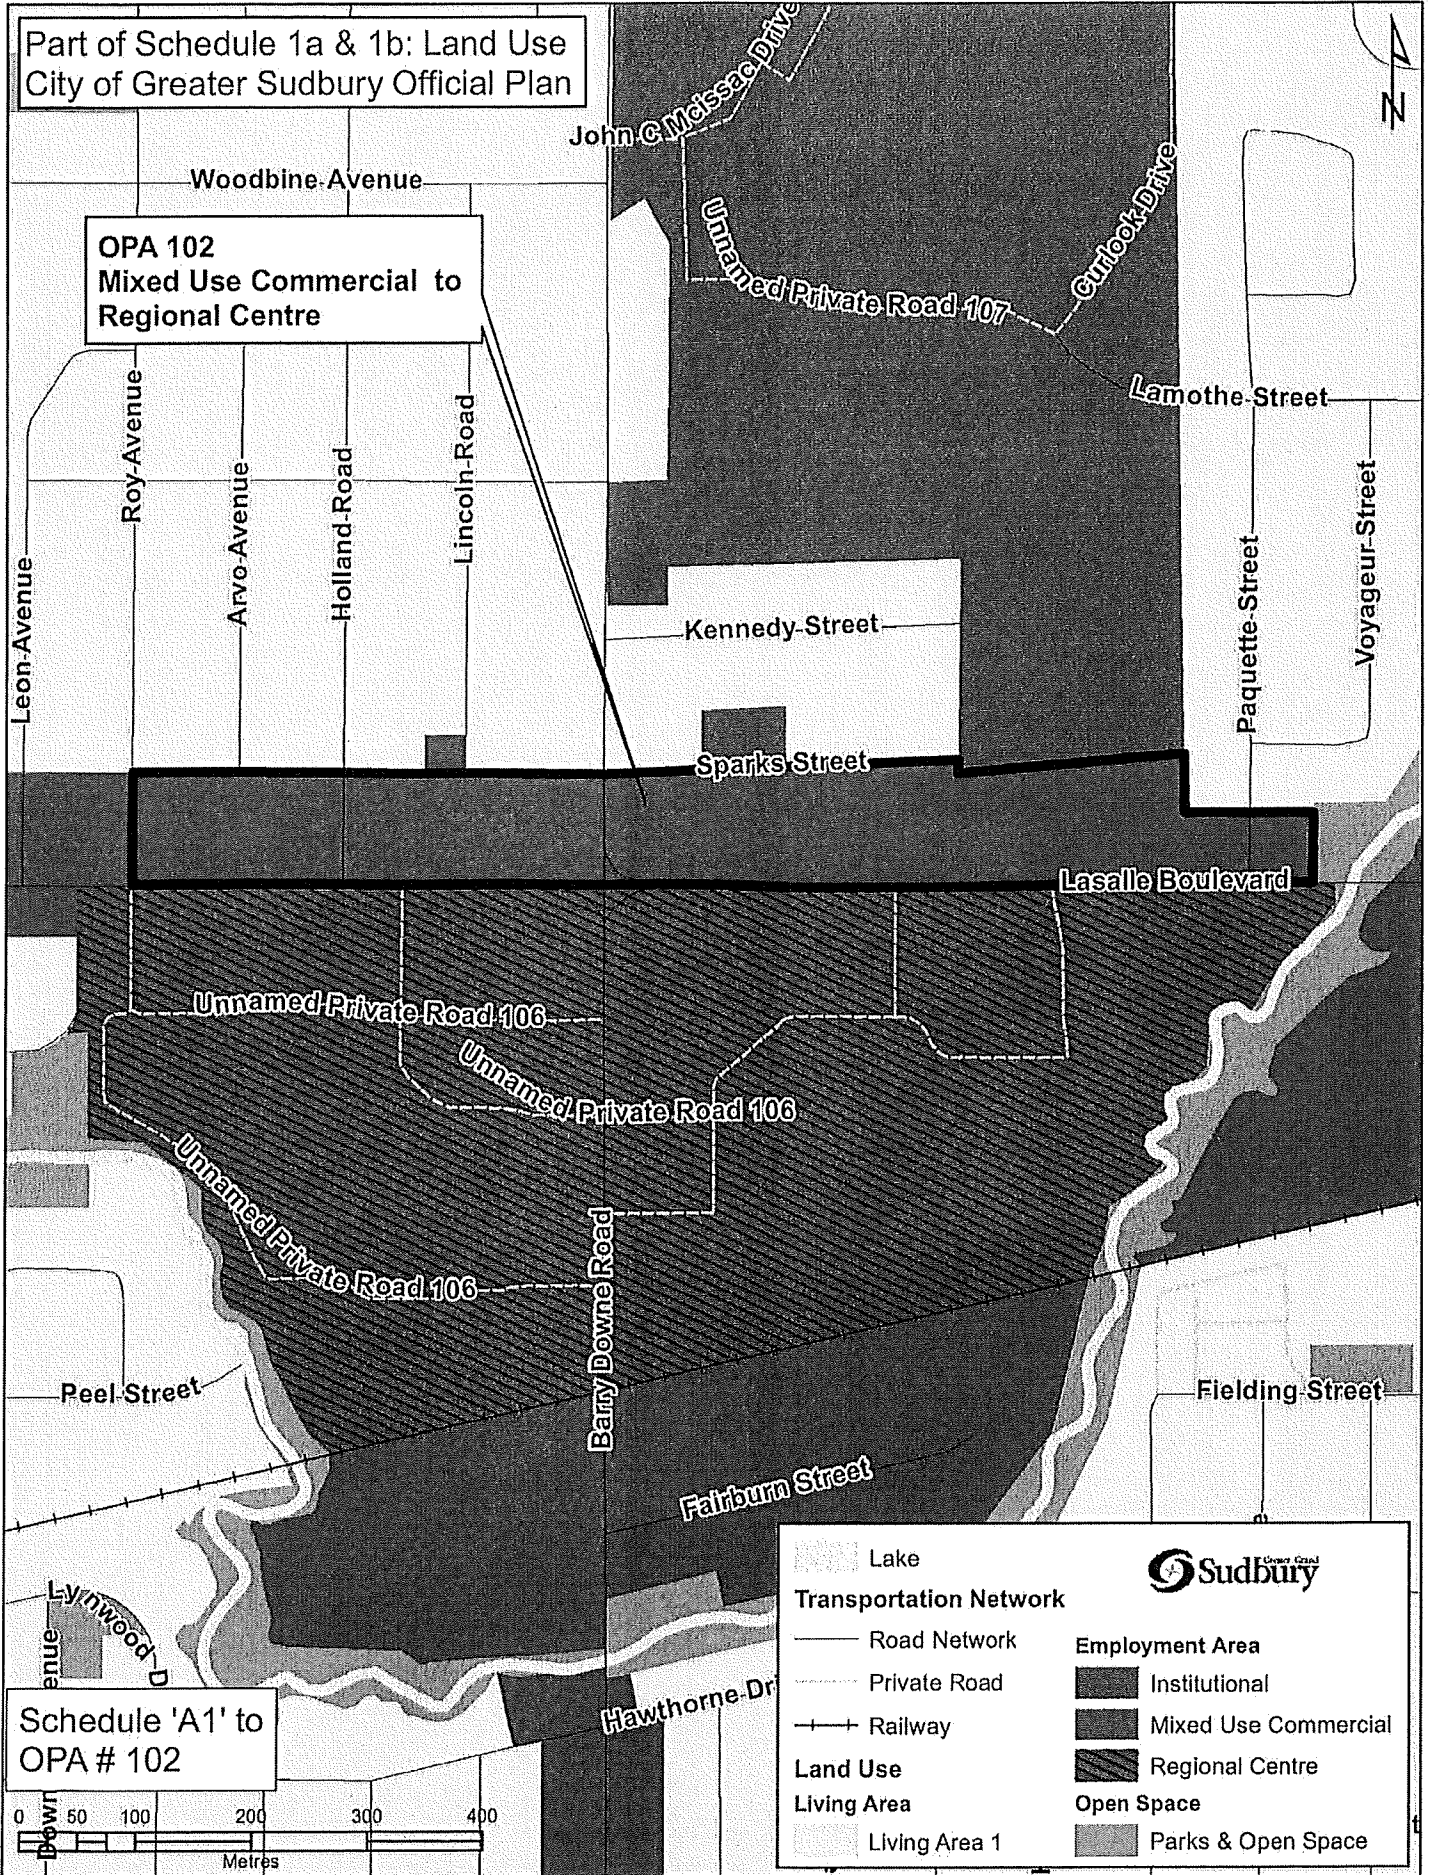 Part of Schedule 1a & 1b: Land Use
City of Greater Sudbury Official Plan
N
John C Mcissac Drive
Woodbine Avenue
OPA 102
Mixed Use Commercial to
Regional Centre
Unnamed Private Road 107
Curlook Drive
Lamothe Street
Leon Avenue
Roy Avenue
Arvo Avenue
Holland Road
Lincoln Road
Kennedy Street
Paquette Street
Voyageur Street
Sparks Street
Lasalle Boulevard
Unnamed Private Road 106
Unnamed Private Road 106
Unnamed Private Road 106
Barry Downe Road
Peel Street
Fielding Street
Fairburn Street
Lynwood D
enue
Hawthorne Dri
Schedule 'A1' to
OPA # 102
Down
0 50 100 200 300 400
Metres
Lake
Transportation Network
Road Network
Private Road
Railway
Land Use
Living Area
Living Area 1
Sudbury
Employment Area
Institutional
Mixed Use Commercial
Regional Centre
Open Space
Parks & Open Space